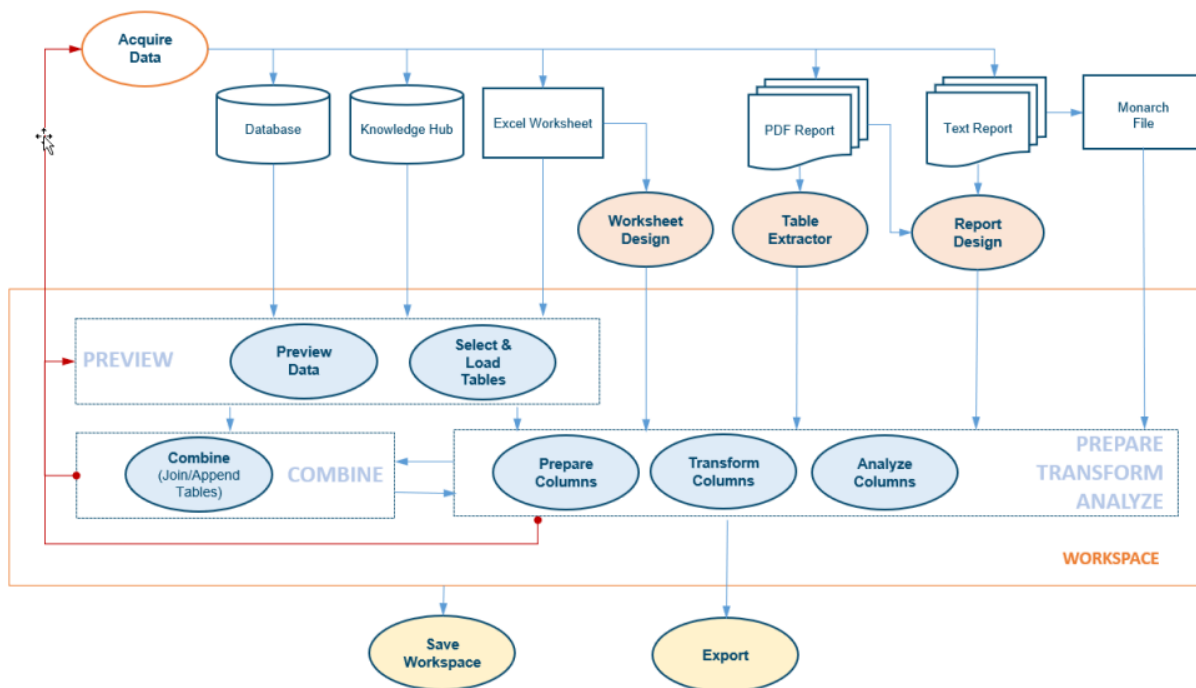 Acquire
Data
Database
Knowledge Hub
Excel Worksheet
PDF Report
Text Report
Monarch
File
Worksheet
Design
Table
Extractor
Report
Design
PREVIEW
Preview
Data
Select &
Load
Tables
Combine
(Join/Append
Tables)
COMBINE
Prepare
Columns
Transform
Columns
Analyze
Columns
PREPARE
TRANSFORM
ANALYZE
WORKSPACE
Save
Workspace
Export